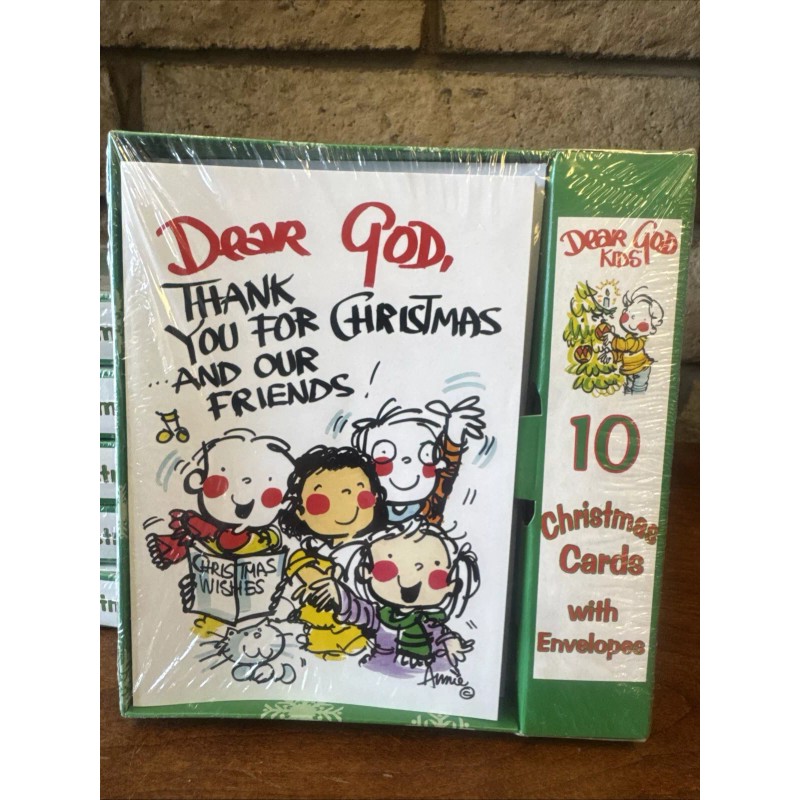 Dear God,
THANK
YOU FOR CHRISTMAS
...AND OUR
FRIENDS!
CHRISTMAS
WISHES
Annie ©
Dear God
KIDS
10
Christmas
Cards
with
Envelopes